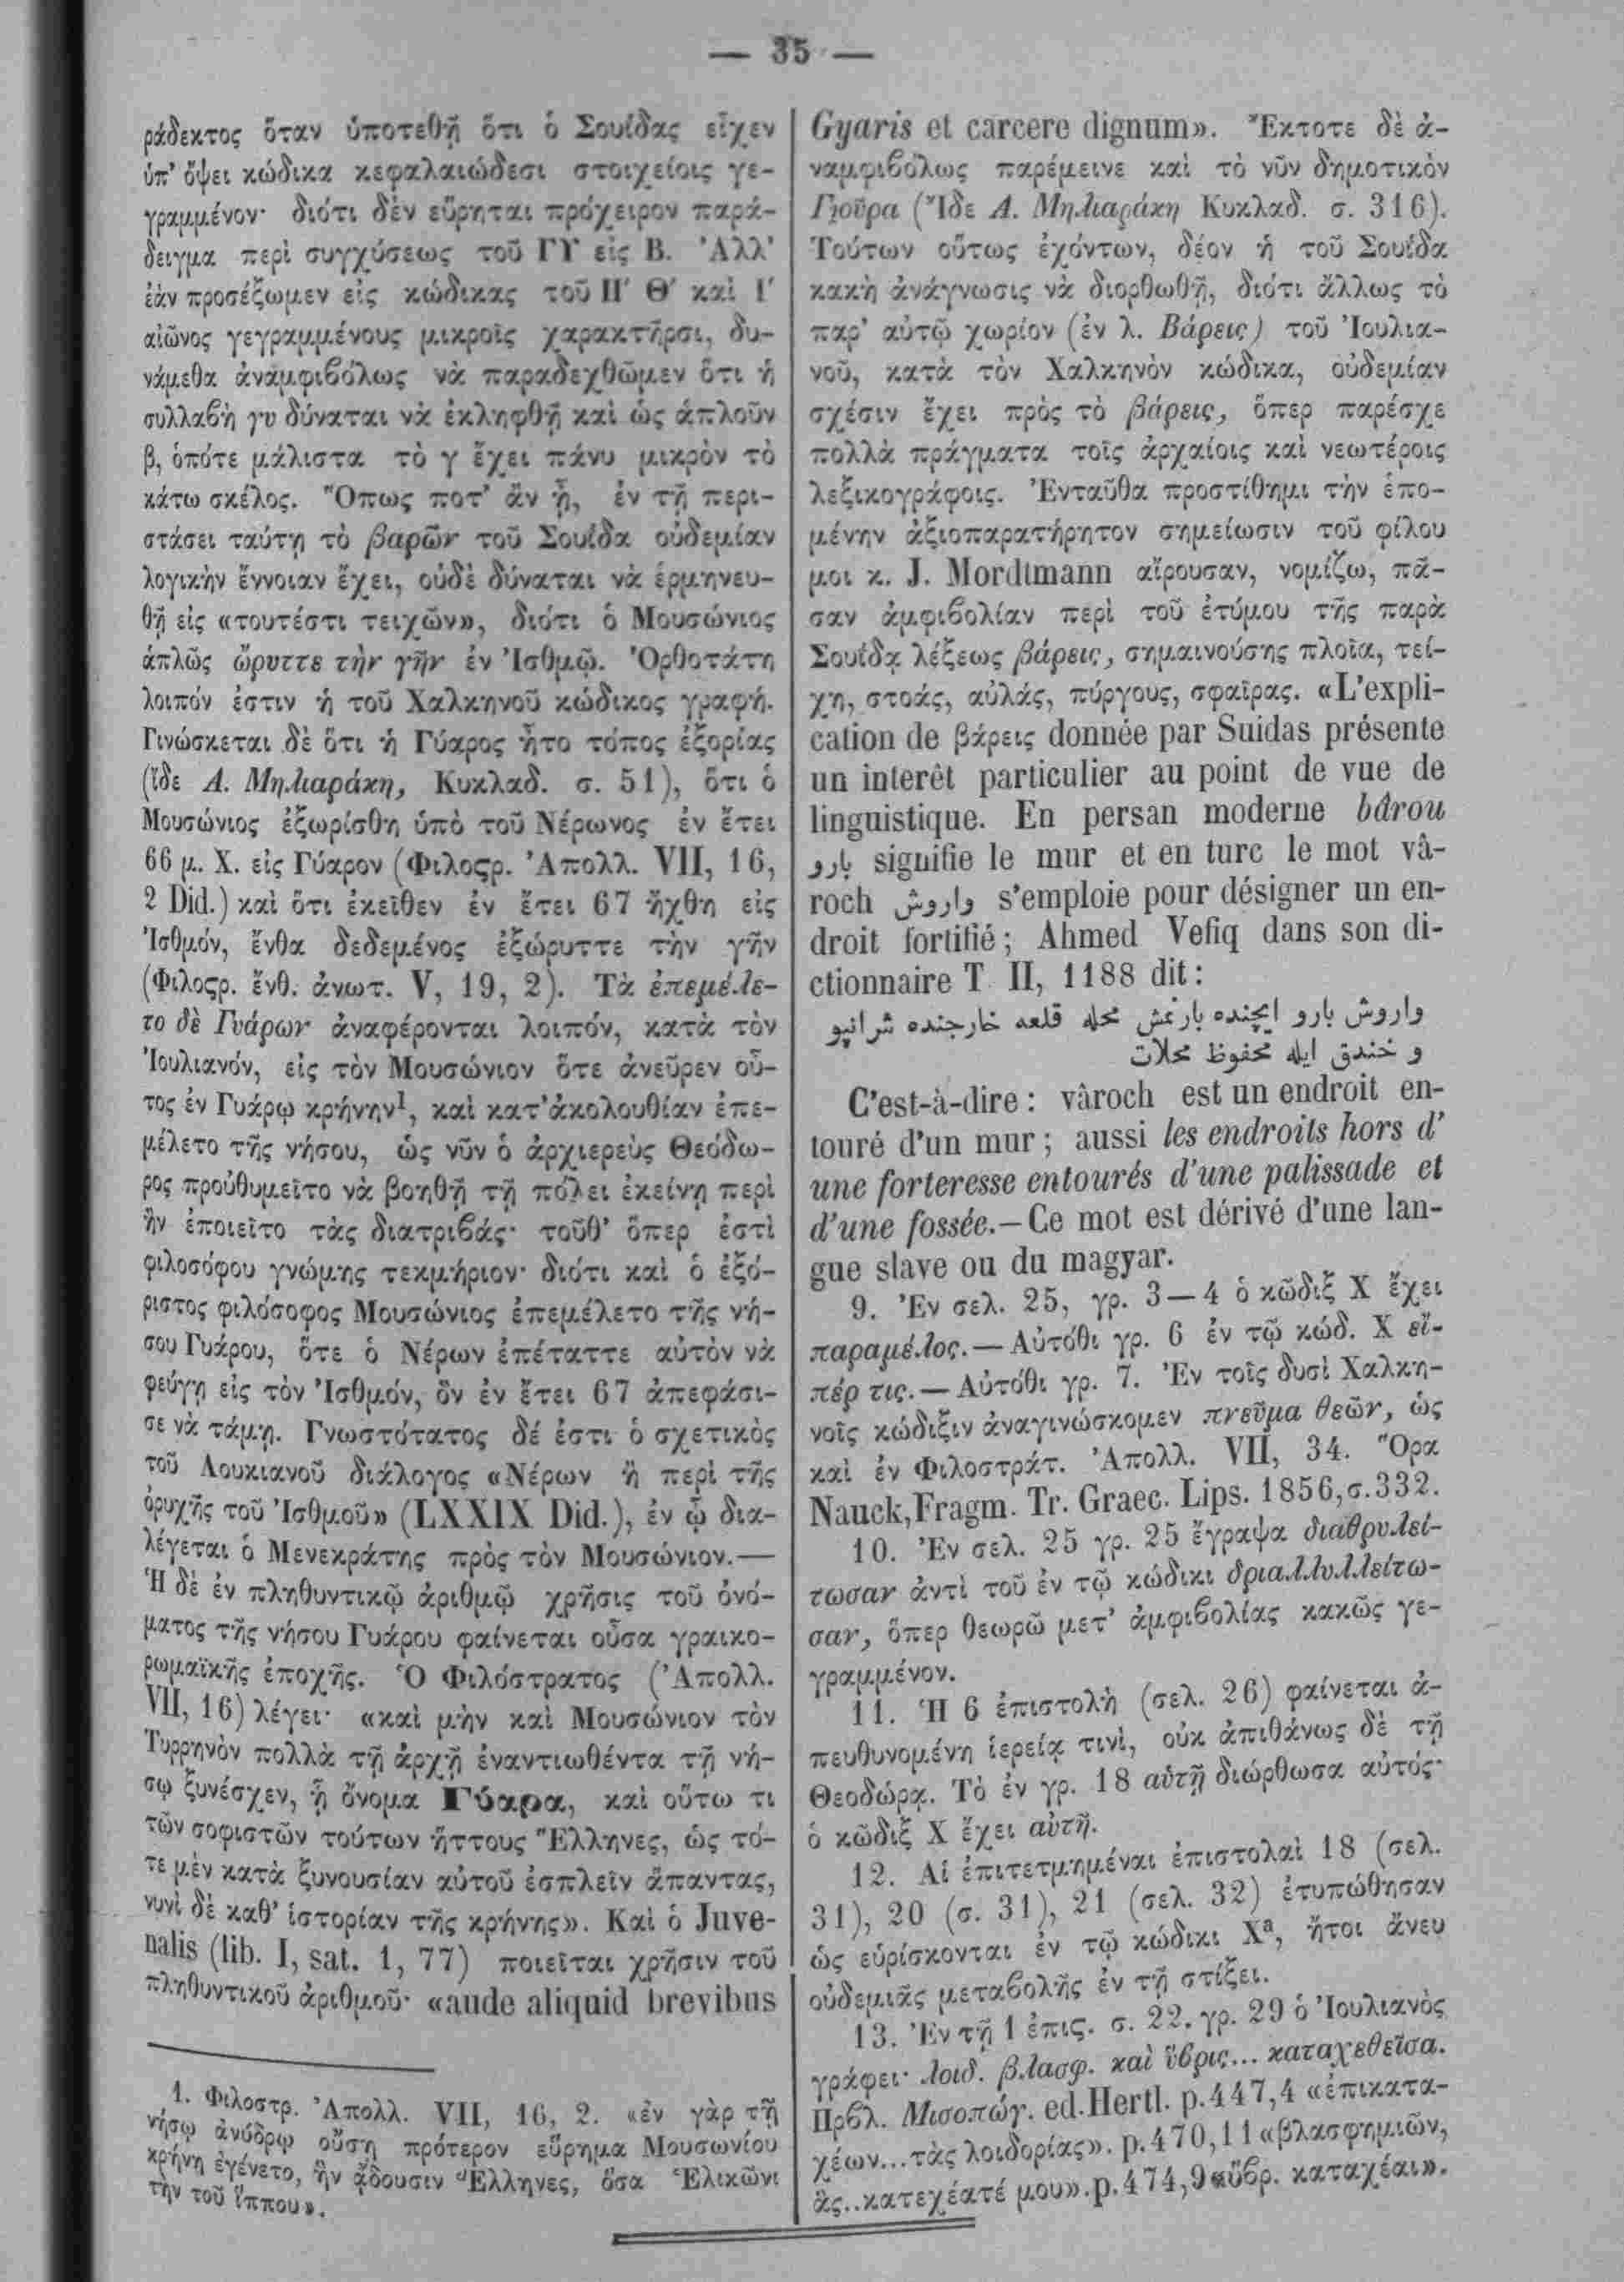 — 35 —
ράδεκτος ὅταν ὑποτεθῇ ὅτι ὁ Σουΐδας εἶχεν
ὑπ' ὄψει κώδικα κεφαλαιώδεσι στοιχείοις γε-
γραμμένον· διότι δὲν εὕρηται πρόχειρον παρά-
δειγμα περὶ συγχύσεως τοῦ ΓΥ εἰς Β. Ἀλλ'
ἐὰν προσέξωμεν εἰς κώδικας τοῦ Η′ Θ′ καὶ Ι′
αἰῶνος γεγραμμένους μικροῖς χαρακτῆρσι, δυ-
νάμεθα ἀναμφιβόλως νὰ παραδεχθῶμεν ὅτι ἡ
συλλαβὴ γυ δύναται νὰ ἐκληφθῇ καὶ ὡς ἁπλοῦν
β, ὁπότε μάλιστα τὸ γ ἔχει πάνυ μικρὸν τὸ
κάτω σκέλος. Ὅπως ποτ' ἂν ᾖ, ἐν τῇ περι-
στάσει ταύτῃ τὸ βαρῶν τοῦ Σουΐδα οὐδεμίαν
λογικὴν ἔννοιαν ἔχει, οὐδὲ δύναται νὰ ἑρμηνευ-
θῇ εἰς «τουτέστι τειχῶν», διότι ὁ Μουσώνιος
ἁπλῶς ὤρυττε τὴν γῆν ἐν Ἰσθμῷ. Ὀρθοτάτη
λοιπόν ἐστιν ἡ τοῦ Χαλκηνοῦ κώδικος γραφή.
Γινώσκεται δὲ ὅτι ἡ Γύαρος ἦτο τόπος ἐξορίας
(ἴδε Α. Μηλιαράκη, Κυκλαδ. σ. 51), ὅτι ὁ
Μουσώνιος ἐξωρίσθη ὑπὸ τοῦ Νέρωνος ἐν ἔτει
66 μ. Χ. εἰς Γύαρον (Φιλοςρ. Ἀπολλ. VII, 16,
2 Did.) καὶ ὅτι ἐκεῖθεν ἐν ἔτει 67 ἤχθη εἰς
Ἰσθμόν, ἔνθα δεδεμένος ἐξώρυττε τὴν γῆν
(Φιλοςρ. ἔνθ. ἀνωτ. V, 19, 2). Τὰ ἐπεμέλε-
το δὲ Γυάρων ἀναφέρονται λοιπόν, κατὰ τὸν
Ἰουλιανόν, εἰς τὸν Μουσώνιον ὅτε ἀνεῦρεν οὗ-
τος ἐν Γυάρῳ κρήνην¹, καὶ κατ' ἀκολουθίαν ἐπε-
μέλετο τῆς νήσου, ὡς νῦν ὁ ἀρχιερεὺς Θεόδω-
ρος προὐθυμεῖτο νὰ βοηθῇ τῇ πόλει ἐκείνῃ περὶ
ἣν ἐποιεῖτο τὰς διατριβάς· τοῦθ' ὅπερ ἐστὶ
φιλοσόφου γνώμης τεκμήριον· διότι καὶ ὁ ἐξό-
ριστος φιλόσοφος Μουσώνιος ἐπεμέλετο τῆς νή-
σου Γυάρου, ὅτε ὁ Νέρων ἐπέταττε αὐτὸν νὰ
φεύγῃ εἰς τὸν Ἰσθμόν, ὃν ἐν ἔτει 67 ἀπεφάσι-
σε νὰ τάμῃ. Γνωστότατος δέ ἐστι ὁ σχετικὸς
τοῦ Λουκιανοῦ διάλογος «Νέρων ἢ περὶ τῆς
ὀρυχῆς τοῦ Ἰσθμοῦ» (LXXIX Did.), ἐν ᾧ δια-
λέγεται ὁ Μενεκράτης πρὸς τὸν Μουσώνιον.—
Ἡ δὲ ἐν πληθυντικῷ ἀριθμῷ χρῆσις τοῦ ὀνό-
ματος τῆς νήσου Γυάρου φαίνεται οὖσα γραικο-
ρωμαϊκῆς ἐποχῆς. Ὁ Φιλόστρατος (Ἀπολλ.
VII, 16) λέγει· «καὶ μὴν καὶ Μουσώνιον τὸν
Τυρρηνὸν πολλὰ τῇ ἀρχῇ ἐναντιωθέντα τῇ νή-
σῳ ξυνέσχεν, ᾗ ὄνομα Γύαρα, καὶ οὕτω τι
τῶν σοφιστῶν τούτων ἥττους Ἕλληνες, ὡς τό-
τε μὲν κατὰ ξυνουσίαν αὐτοῦ ἐσπλεῖν ἅπαντας,
νυνὶ δὲ καθ' ἱστορίαν τῆς κρήνης». Καὶ ὁ Juve-
nalis (lib. I, sat. 1, 77) ποιεῖται χρῆσιν τοῦ
πληθυντικοῦ ἀριθμοῦ· «aude aliquid brevibus
1. Φιλοστρ. Ἀπολλ. VII, 16, 2. «ἐν γὰρ τῇ
νήσῳ ἀνύδρῳ οὔσῃ πρότερον εὕρημα Μουσωνίου
κρήνη ἐγένετο, ἣν ᾄδουσιν Ἕλληνες, ὅσα Ἑλικῶνι
τὴν τοῦ ἵππου».
Gyaris et carcere dignum». Ἔκτοτε δὲ ἀ-
ναμφιβόλως παρέμεινε καὶ τὸ νῦν δημοτικὸν
Γιοῦρα (Ἴδε Α. Μηλιαράκη Κυκλαδ. σ. 316).
Τούτων οὕτως ἐχόντων, δέον ἡ τοῦ Σουΐδα
κακὴ ἀνάγνωσις νὰ διορθωθῇ, διότι ἄλλως τὸ
παρ' αὐτῷ χωρίον (ἐν λ. Βάρεις) τοῦ Ἰουλια-
νοῦ, κατὰ τὸν Χαλκηνὸν κώδικα, οὐδεμίαν
σχέσιν ἔχει πρὸς τὸ βάρεις, ὅπερ παρέσχε
πολλὰ πράγματα τοῖς ἀρχαίοις καὶ νεωτέροις
λεξικογράφοις. Ἐνταῦθα προστίθημι τὴν ἑπο-
μένην ἀξιοπαρατήρητον σημείωσιν τοῦ φίλου
μοι κ. J. Mordtmann αἴρουσαν, νομίζω, πᾶ-
σαν ἀμφιβολίαν περὶ τοῦ ἐτύμου τῆς παρὰ
Σουΐδᾳ λέξεως βάρεις, σημαινούσης πλοῖα, τεί-
χη, στοάς, αὐλάς, πύργους, σφαῖρας. «L'expli-
cation de βάρεις donnée par Suidas présente
un interêt particulier au point de vue de
linguistique. En persan moderne bârou
بارو signifie le mur et en turc le mot vâ-
roch واروش s'emploie pour désigner un en-
droit fortifié; Ahmed Vefiq dans son di-
ctionnaire T II, 1188 dit:
واروش بارو ایچنده بارنمش محله قلعه خارجنده شرانپو
و خندق ایله محفوظ محلات
C'est-à-dire: vâroch est un endroit en-
touré d'un mur; aussi les endroits hors d'
une forteresse entourés d'une palissade et
d'une fossée.—Ce mot est dérivé d'une lan-
gue slave ou du magyar.
9. Ἐν σελ. 25, γρ. 3—4 ὁ κῶδιξ Χ ἔχει
παραμέλος.—Αὐτόθι γρ. 6 ἐν τῷ κώδ. Χ εἴ-
πέρ τις.—Αὐτόθι γρ. 7. Ἐν τοῖς δυσὶ Χαλκη-
νοῖς κώδιξιν ἀναγινώσκομεν πνεῦμα θεῶν, ὡς
καὶ ἐν Φιλοστράτ. Ἀπολλ. VII, 34. Ὅρα
Nauck, Fragm. Tr. Graec. Lips. 1856, σ. 332.
10. Ἐν σελ. 25 γρ. 25 ἔγραψα διαθρυλεί-
τωσαν ἀντὶ τοῦ ἐν τῷ κώδικι δριαλλυλλείτω-
σαν, ὅπερ θεωρῶ μετ' ἀμφιβολίας κακῶς γε-
γραμμένον.
11. Ἡ 6 ἐπιστολὴ (σελ. 26) φαίνεται ἀ-
πευθυνομένη ἱερείᾳ τινὶ, οὐκ ἀπιθάνως δὲ τῇ
Θεοδώρᾳ. Τὸ ἐν γρ. 18 αὑτῇ διώρθωσα αὐτός·
ὁ κῶδιξ Χ ἔχει αὐτῆ.
12. Αἱ ἐπιτετμημέναι ἐπιστολαὶ 18 (σελ.
31), 20 (σ. 31), 21 (σελ. 32) ἐτυπώθησαν
ὡς εὑρίσκονται ἐν τῷ κώδικι Χª, ἤτοι ἄνευ
οὐδεμιᾶς μεταβολῆς ἐν τῇ στίξει.
13. Ἐν τῇ 1 ἐπις. σ. 22. γρ. 29 ὁ Ἰουλιανὸς
γράφει· λοιδ. βλασφ. καὶ ὕβρις... καταχεθεῖσα.
Πρβλ. Μισοπώγ. ed. Hertl. p. 447,4 «ἐπικατα-
χέων... τὰς λοιδορίας». p. 470,11 «βλασφημιῶν,
ἃς.. κατεχέατέ μου». p. 474,9 «ὕβρ. καταχέαι».